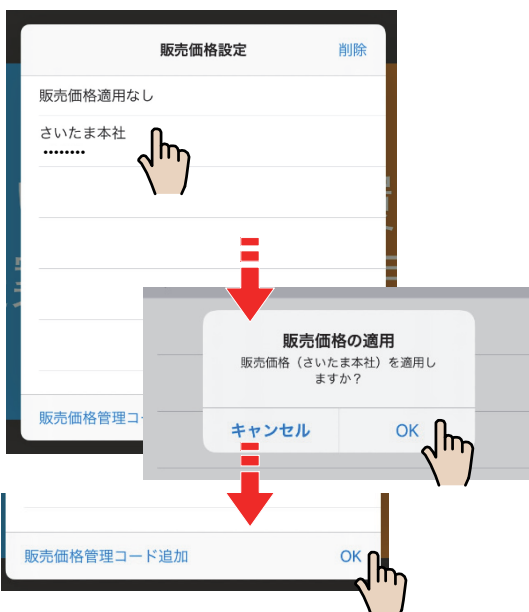 販売価格設定
削除
販売価格適用なし
さいたま本社
••••••••
販売価格の適用
販売価格（さいたま本社）を適用し
ますか？
販売価格管理コ
キャンセル
OK
販売価格管理コード追加
OK